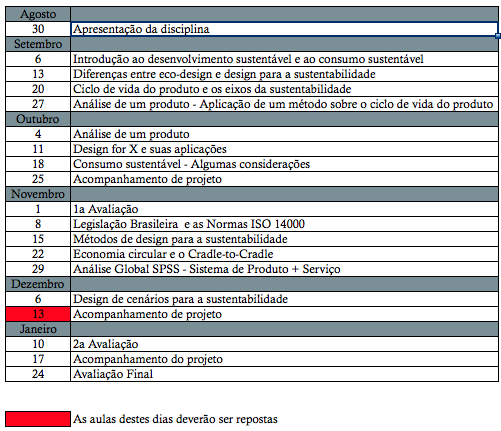 Agosto
30 Apresentação da disciplina
Setembro
6 Introdução ao desenvolvimento sustentável e ao consumo sustentável
13 Diferenças entre eco-design e design para a sustentabilidade
20 Ciclo de vida do produto e os eixos da sustentabilidade
27 Análise de um produto - Aplicação de um método sobre o ciclo de vida do produto
Outubro
4 Análise de um produto
11 Design for X e suas aplicações
18 Consumo sustentável - Algumas considerações
25 Acompanhamento de projeto
Novembro
1 1a Avaliação
8 Legislação Brasileira e as Normas ISO 14000
15 Métodos de design para a sustentabilidade
22 Economia circular e o Cradle-to-Cradle
29 Análise Global SPSS - Sistema de Produto + Serviço
Dezembro
6 Design de cenários para a sustentabilidade
13 Acompanhamento de projeto
Janeiro
10 2a Avaliação
17 Acompanhamento do projeto
24 Avaliação Final
As aulas destes dias deverão ser repostas